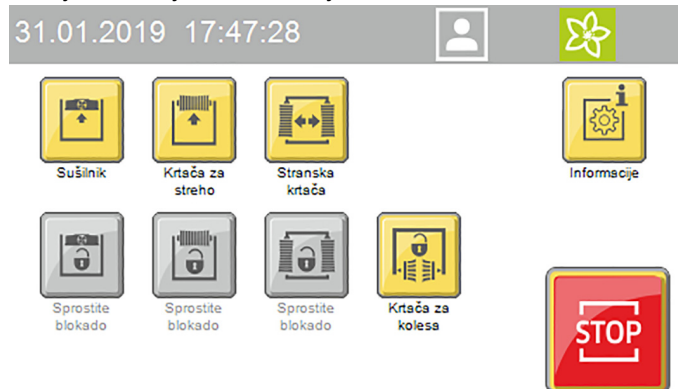 31.01.2019 17:47:28
Sušilnik
Krtača za
streho
Stranska
krtača
Informacije
Sprostite
blokado
Sprostite
blokado
Sprostite
blokado
Krtača za
kolesa
STOP